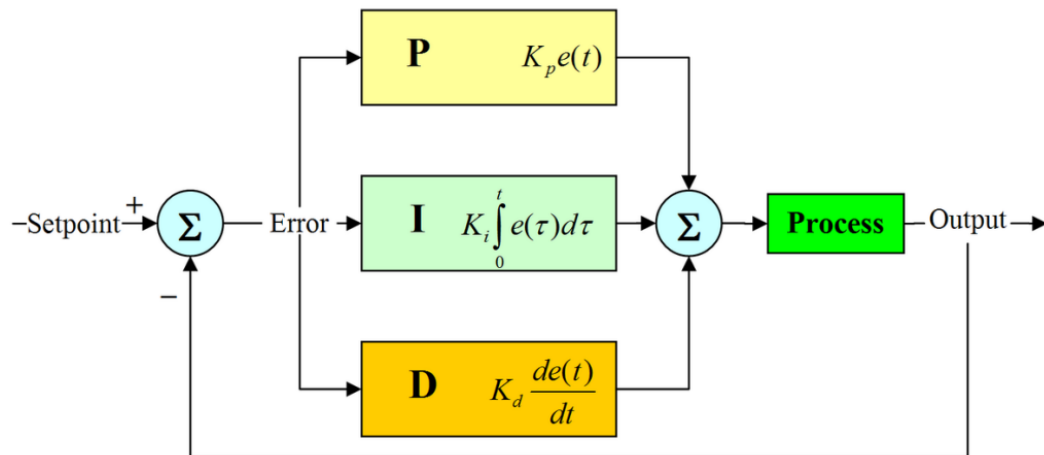 P K_p e(t)
+
–Setpoint
Σ
Error
I K_i ∫_0^t e(τ)dτ
Σ
Process
Output
–
D K_d de(t)/dt